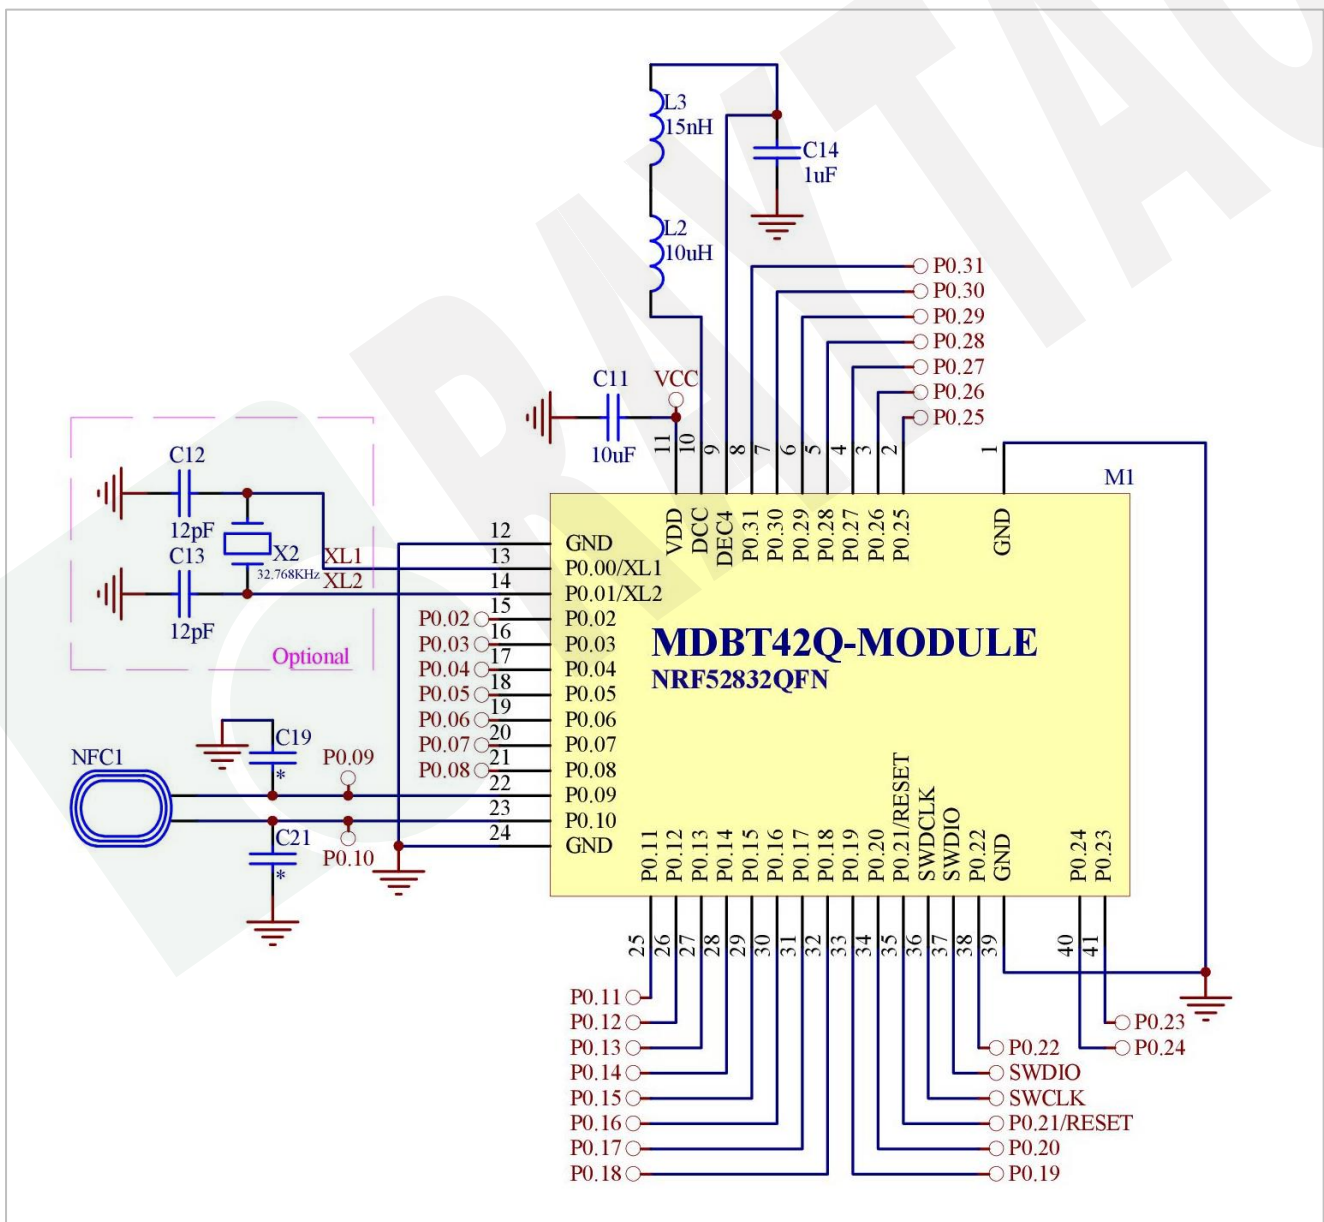 RAYTAC
L3
15nH
C14
1uF
L2
10uH
P0.31
P0.30
P0.29
P0.28
P0.27
P0.26
P0.25
C11
VCC
10uF
11
10
9
8
7
6
5
4
3
2
1
M1
C12
12pF
C13
12pF
X2
32.768KHz
XL1
XL2
Optional
VDD
DCC
DEC4
P0.31
P0.30
P0.29
P0.28
P0.27
P0.26
P0.25
GND
12 GND
13 P0.00/XL1
14 P0.01/XL2
P0.02 15 P0.02
P0.03 16 P0.03
P0.04 17 P0.04
P0.05 18 P0.05
P0.06 19 P0.06
P0.07 20 P0.07
P0.08 21 P0.08
22 P0.09
23 P0.10
24 GND
MDBT42Q-MODULE
NRF52832QFN
NFC1
C19
*
P0.09
C21
*
P0.10
P0.11
P0.12
P0.13
P0.14
P0.15
P0.16
P0.17
P0.18
P0.19
P0.20
P0.21/RESET
SWDCLK
SWDIO
P0.22
GND
P0.24
P0.23
25
26
27
28
29
30
31
32
33
34
35
36
37
38
39
40
41
P0.11
P0.12
P0.13
P0.14
P0.15
P0.16
P0.17
P0.18
P0.23
P0.24
P0.22
SWDIO
SWCLK
P0.21/RESET
P0.20
P0.19